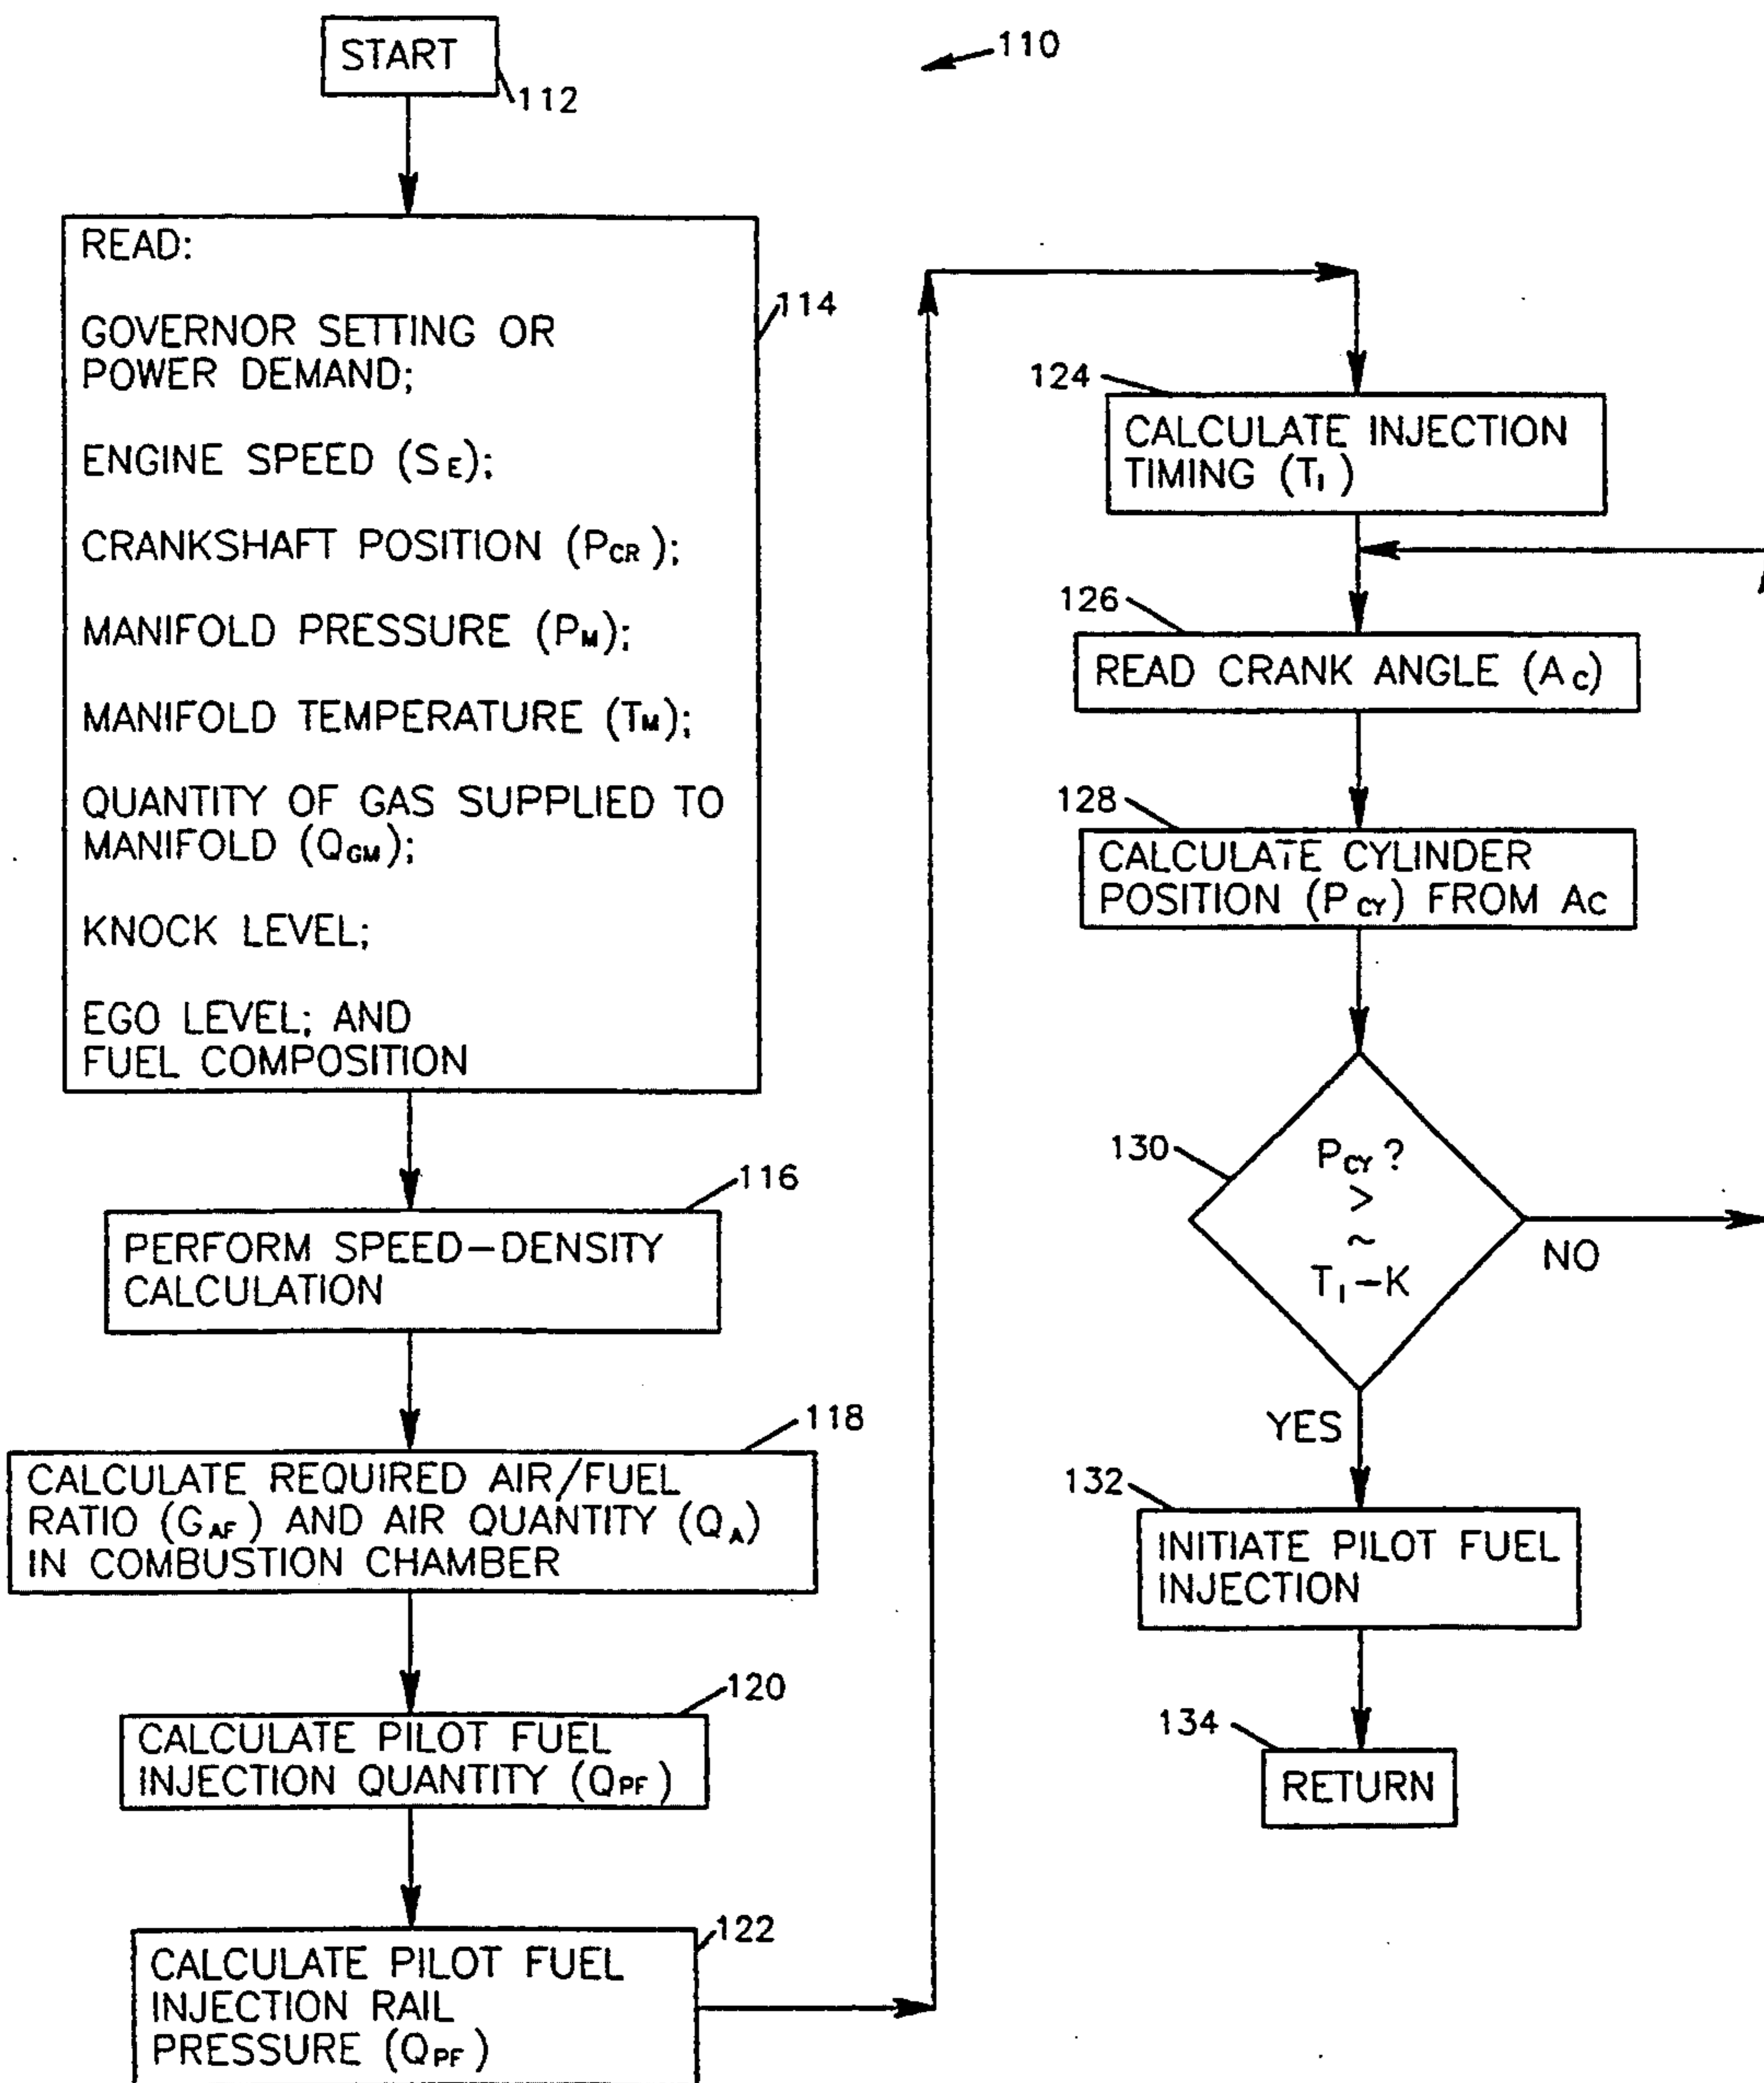 START
112
110
READ:
GOVERNOR SETTING OR
POWER DEMAND;
ENGINE SPEED (SE);
CRANKSHAFT POSITION (PCR);
MANIFOLD PRESSURE (PM);
MANIFOLD TEMPERATURE (TM);
QUANTITY OF GAS SUPPLIED TO
MANIFOLD (QGM);
KNOCK LEVEL;
EGO LEVEL; AND
FUEL COMPOSITION
114
116
PERFORM SPEED-DENSITY
CALCULATION
118
CALCULATE REQUIRED AIR/FUEL
RATIO (GAF) AND AIR QUANTITY (QA)
IN COMBUSTION CHAMBER
120
CALCULATE PILOT FUEL
INJECTION QUANTITY (QPF)
122
CALCULATE PILOT FUEL
INJECTION RAIL
PRESSURE (QPF)
124
CALCULATE INJECTION
TIMING (TI)
126
READ CRANK ANGLE (AC)
128
CALCULATE CYLINDER
POSITION (PCY) FROM AC
130
PCY ?
>
~
TI-K
NO
YES
132
INITIATE PILOT FUEL
INJECTION
134
RETURN